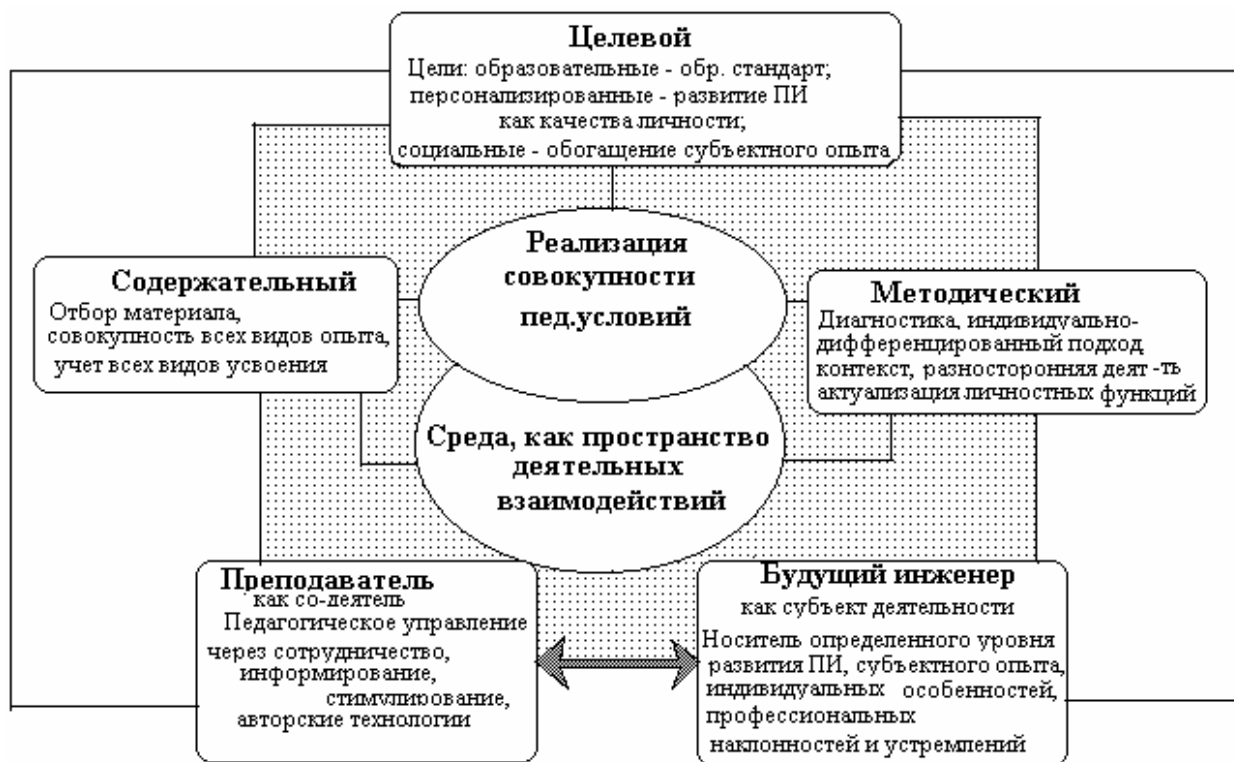 Целевой
Цели: образовательные - обр. стандарт;
персонализированные - развитие ПИ
как качества личности;
социальные - обогащение субъектного опыта
Реализация
совокупности
пед.условий
Содержательный
Отбор материала,
совокупность всех видов опыта,
учет всех видов усвоения
Методический
Диагностика, индивидуально-
дифференцированный подход
контекст, разносторонняя деят -ть
актуализация личностных функций
Среда, как пространство
деятельных
взаимодействий
Преподаватель
как со-деятель
Педагогическое управление
через сотрудничество,
информирование,
стимулирование,
авторские технологии
Будущий инженер
как субъект деятельности
Носитель определенного уровня
развития ПИ, субъектного опыта,
индивидуальных особенностей,
профессиональных
наклонностей и устремлений